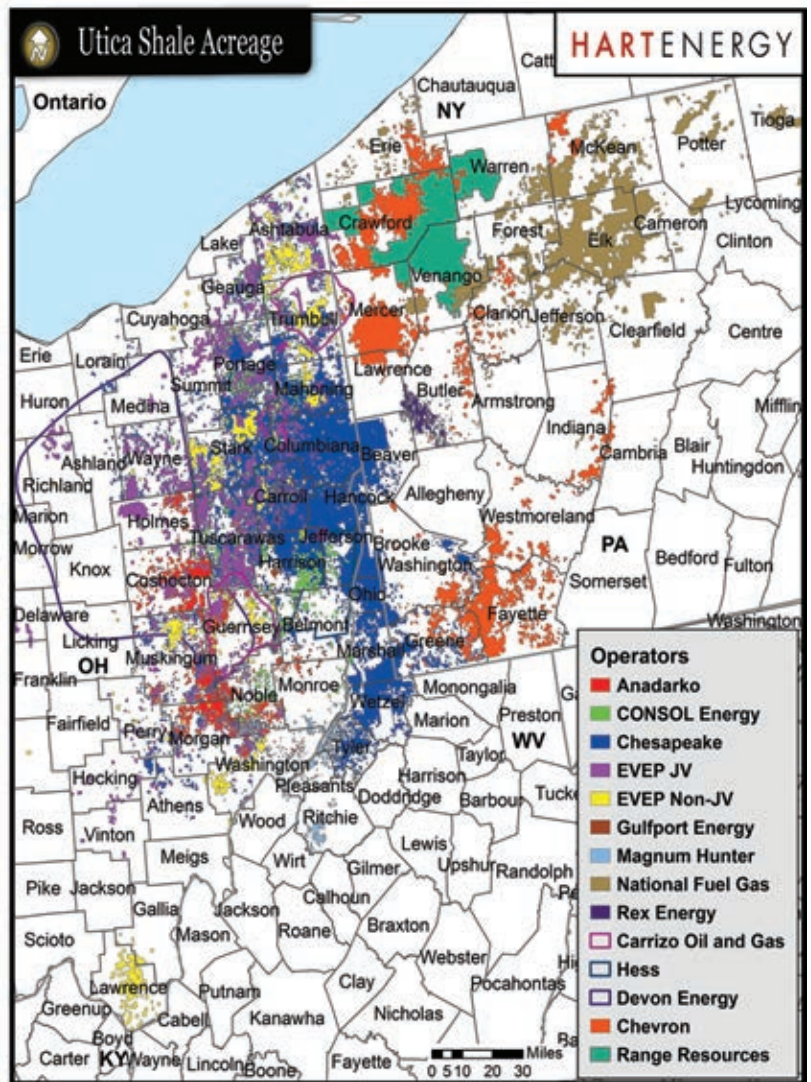 Utica Shale Acreage
HARTENERGY
Ontario
Chautauqua
Catt
NY
Erie
Warren
McKean
Potter
Tioga
Crawford
Lycoming
Lake
Ashtabula
Forest
Elk
Cameron
Clinton
Geauga
Venango
Cuyahoga
Trumbull
Mercer
Clarion
Jefferson
Clearfield
Centre
Erie
Lorain
Portage
Lawrence
Huron
Medina
Summit
Mahoning
Butler
Armstrong
Indiana
Mifflin
Ashland
Wayne
Stark
Columbiana
Beaver
Cambria
Blair
Huntingdon
Richland
Carroll
Hancock
Allegheny
Marion
Holmes
Tuscarawas
Jefferson
Westmoreland
Morrow
Knox
Harrison
Brooke
Washington
PA
Coshocton
Somerset
Bedford
Fulton
Delaware
Ohio
Fayette
Washington
Licking
Guernsey
Belmont
Greene
OH
Muskingum
Marshall
Franklin
Noble
Monroe
Wetzel
Monongalia
Preston
Fairfield
Perry
Morgan
Marion
WV
Hecking
Washington
Tyler
Taylor
Athens
Pleasants
Harrison
Doddridge
Barbour
Tucke
Ross
Vinton
Wood
Ritchie
Lewis
Upshur
Randolph
Meigs
Wirt
Gilmer
Pike
Jackson
Gallia
Jackson
Calhoun
Braxton
Scioto
Mason
Roane
Webster
Lawrence
Putnam
Clay
Pocahontas
Greenup
Cabell
Kanawha
Nicholas
Boyd
Carter
KY
Wayne
Lincoln
Boone
Fayette
Miles
0 5 10 20 30
Operators
Anadarko
CONSOL Energy
Chesapeake
EVEP JV
EVEP Non-JV
Gulfport Energy
Magnum Hunter
National Fuel Gas
Rex Energy
Carrizo Oil and Gas
Hess
Devon Energy
Chevron
Range Resources